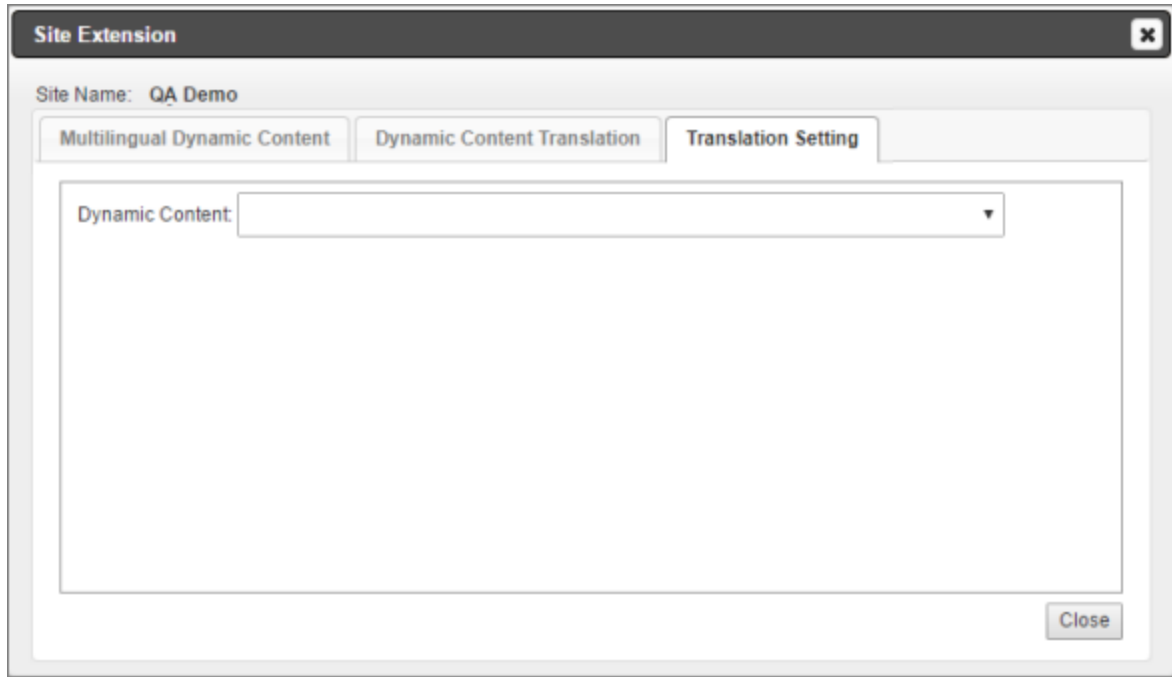 Site Extension
Site Name: QA Demo
Multilingual Dynamic Content Dynamic Content Translation Translation Setting
Dynamic Content:
Close